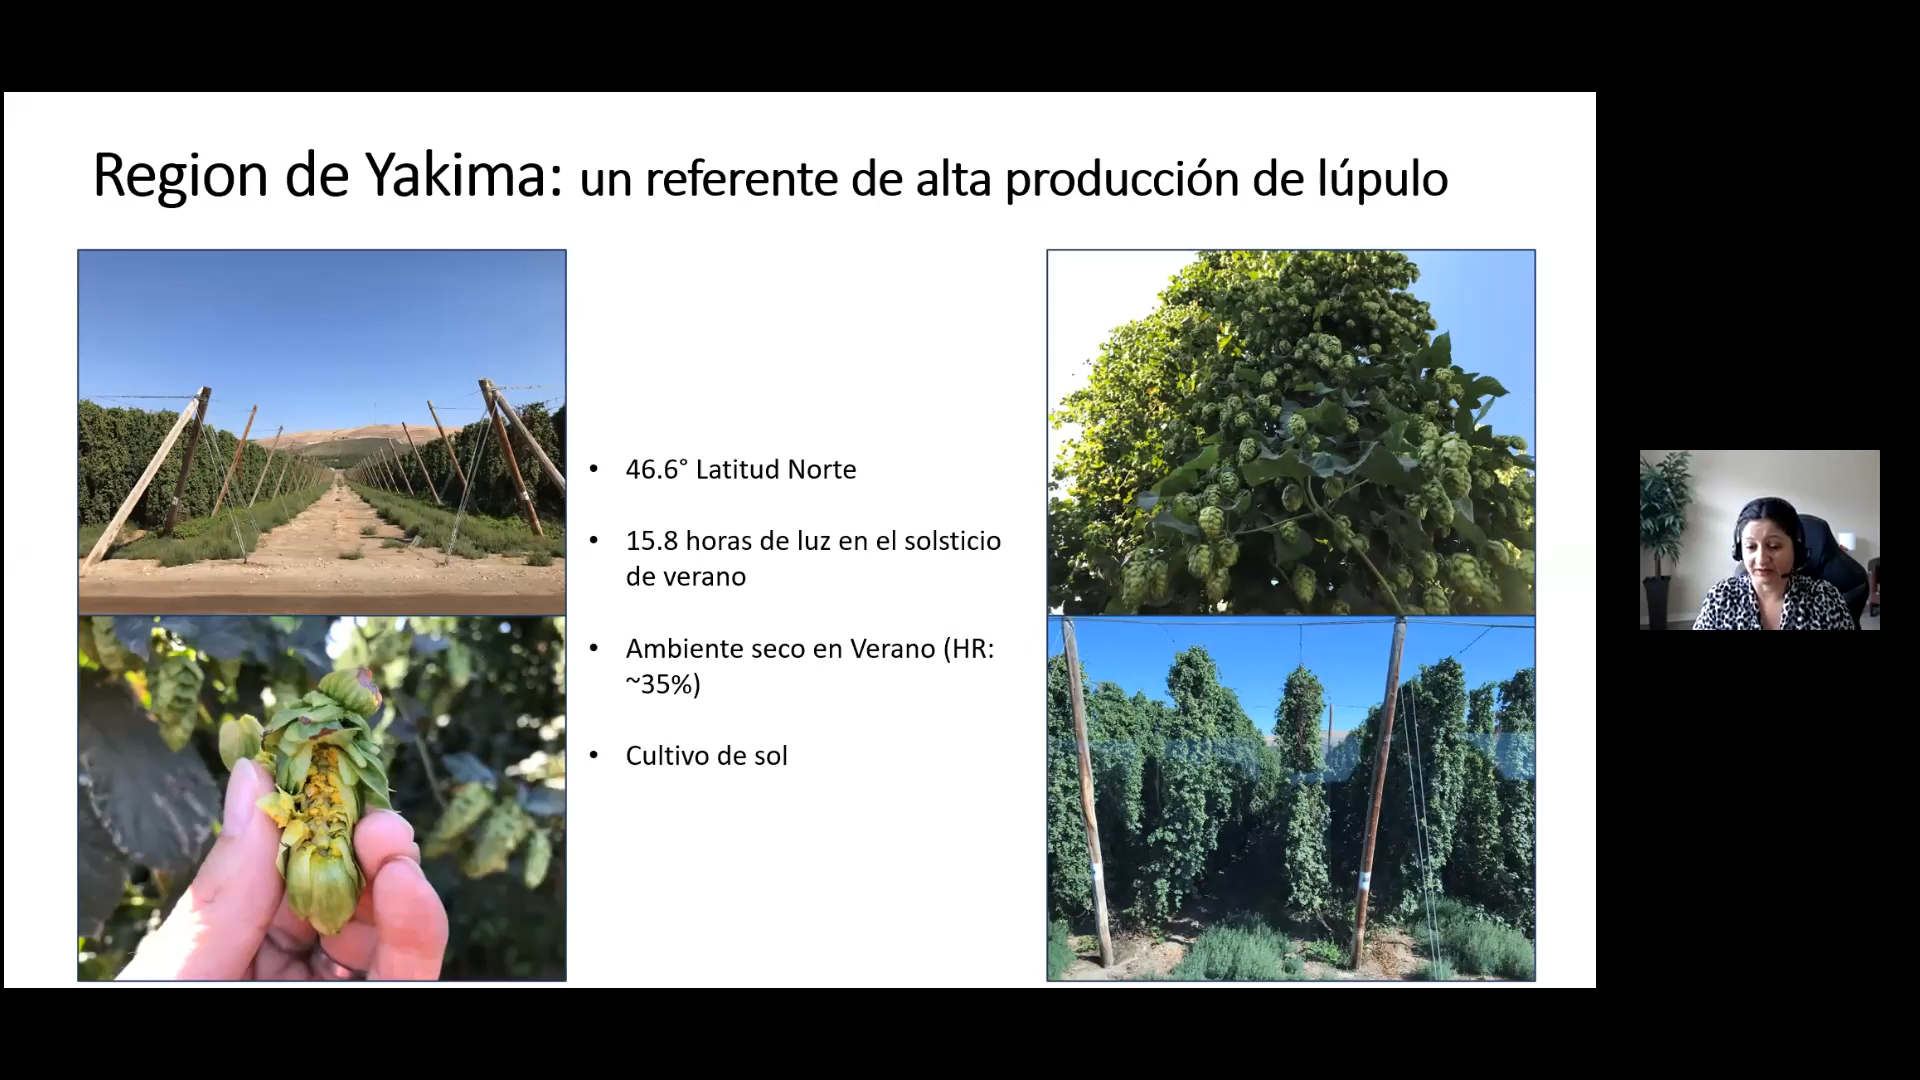 Region de Yakima: un referente de alta producción de lúpulo
• 46.6° Latitud Norte
• 15.8 horas de luz en el solsticio
de verano
• Ambiente seco en Verano (HR:
~35%)
• Cultivo de sol